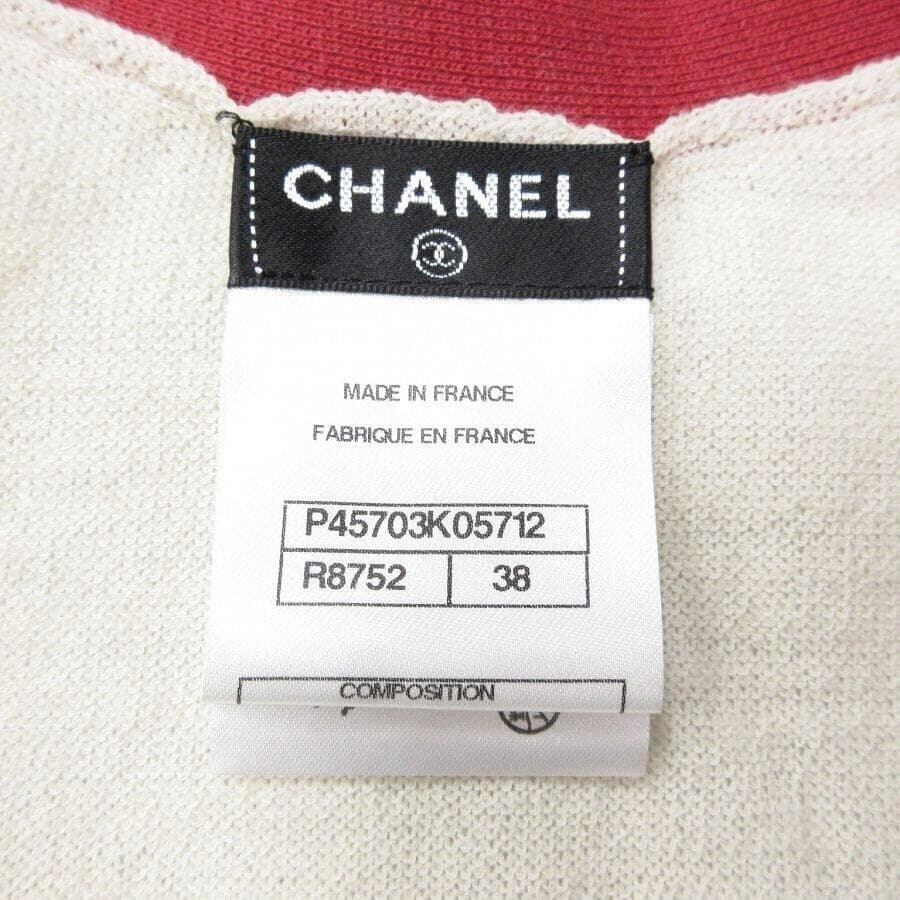 CHANEL
MADE IN FRANCE
FABRIQUE EN FRANCE
P45703K05712
R8752 38
COMPOSITION